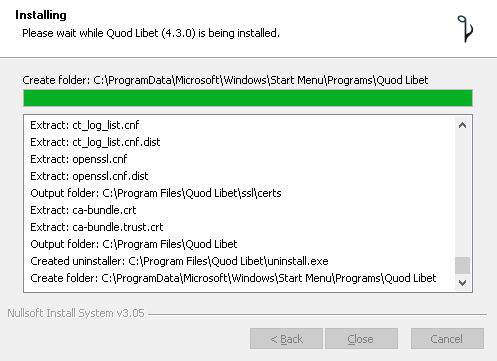 Installing
Please wait while Quod Libet (4.3.0) is being installed.
Create folder: C:\ProgramData\Microsoft\Windows\Start Menu\Programs\Quod Libet
Extract: ct_log_list.cnf
Extract: ct_log_list.cnf.dist
Extract: openssl.cnf
Extract: openssl.cnf.dist
Output folder: C:\Program Files\Quod Libet\ssl\certs
Extract: ca-bundle.crt
Extract: ca-bundle.trust.crt
Output folder: C:\Program Files\Quod Libet
Created uninstaller: C:\Program Files\Quod Libet\uninstall.exe
Create folder: C:\ProgramData\Microsoft\Windows\Start Menu\Programs\Quod Libet
Nullsoft Install System v3.05
< Back Close Cancel